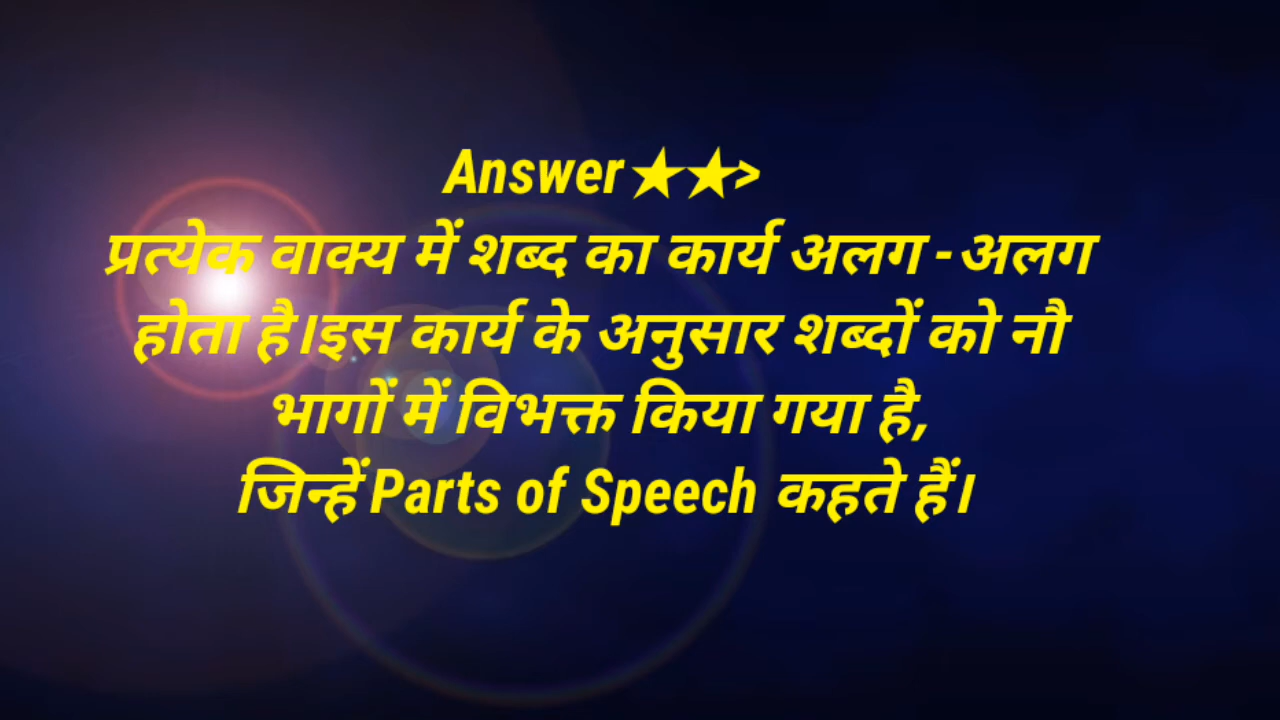 Answer★★>
प्रत्येक वाक्य में शब्द का कार्य अलग-अलग
होता है।इस कार्य के अनुसार शब्दों को नौ
भागों में विभक्त किया गया है,
जिन्हें Parts of Speech कहते हैं।